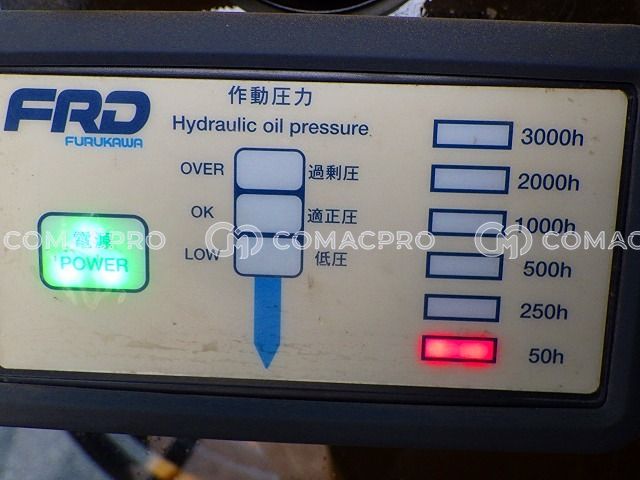 FRD
FURUKAWA
作動圧力
Hydraulic oil pressure
OVER 過剰圧
OK 適正圧
LOW 低圧
電源
POWER
3000h
2000h
1000h
500h
250h
50h
COMACPRO
COMACPRO
COMACPRO